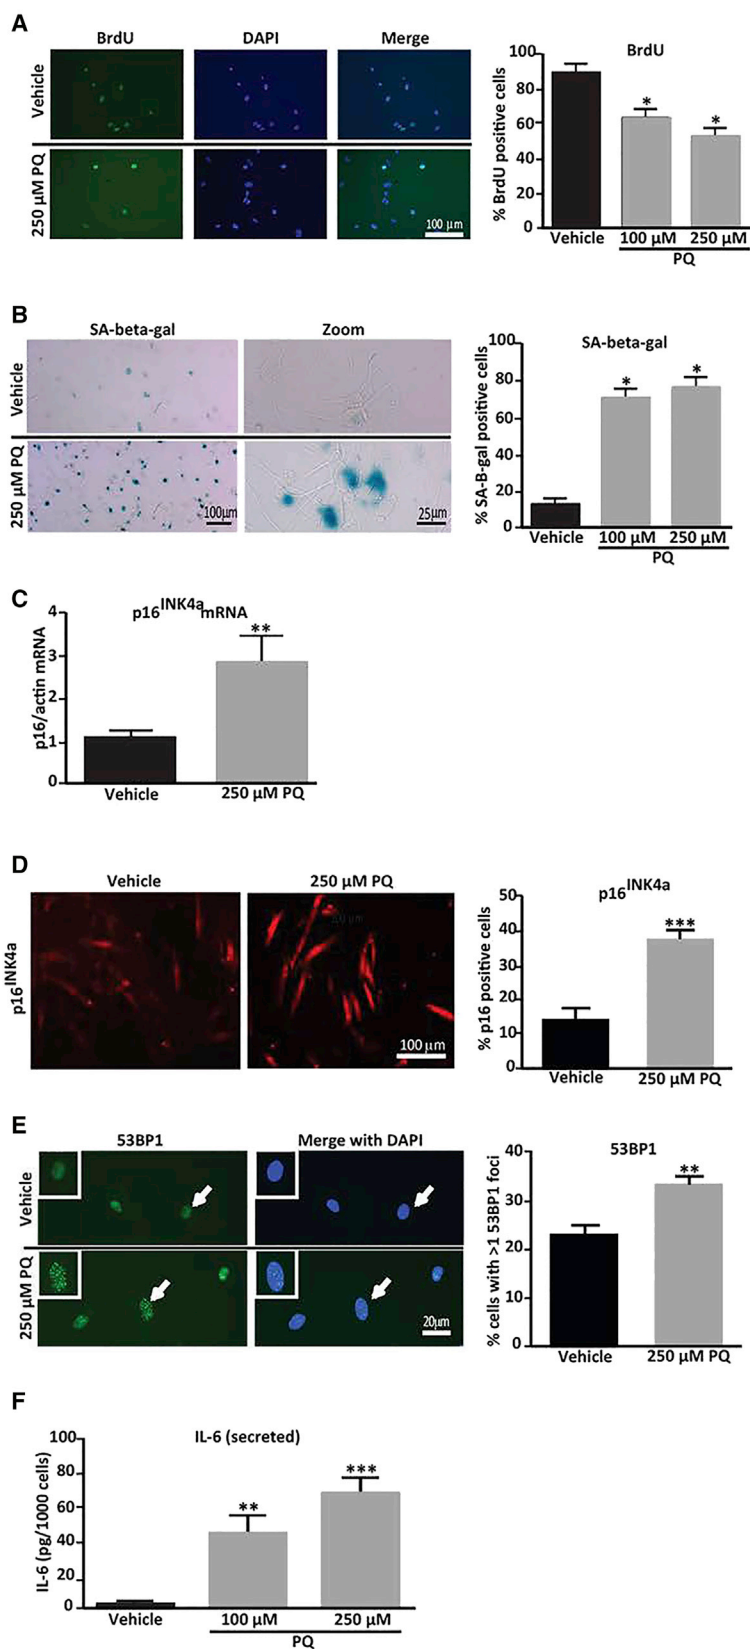 A
BrdU DAPI Merge
Vehicle
250 μM PQ
100 μm
BrdU
% BrdU positive cells
100
80
60
40
20
0
* *
Vehicle 100 μM 250 μM
PQ
B
SA-beta-gal Zoom
Vehicle
250 μM PQ
100μm 25μm
SA-beta-gal
% SA-B-gal positive cells
100
80
60
40
20
0
* *
Vehicle 100 μM 250 μM
PQ
C
p16INK4a mRNA
p16/actin mRNA
4
3
2
1
0
**
Vehicle 250 μM PQ
D
Vehicle 250 μM PQ
p16INK4a
100 μm
p16INK4a
% p16 positive cells
50
40
30
20
10
0
***
Vehicle 250 μM PQ
E
53BP1 Merge with DAPI
Vehicle
250 μM PQ
20μm
53BP1
% cells with >1 53BP1 foci
40
30
20
10
0
**
Vehicle 250 μM PQ
F
IL-6 (secreted)
IL-6 (pg/1000 cells)
100
80
60
40
20
0
** ***
Vehicle 100 μM 250 μM
PQ